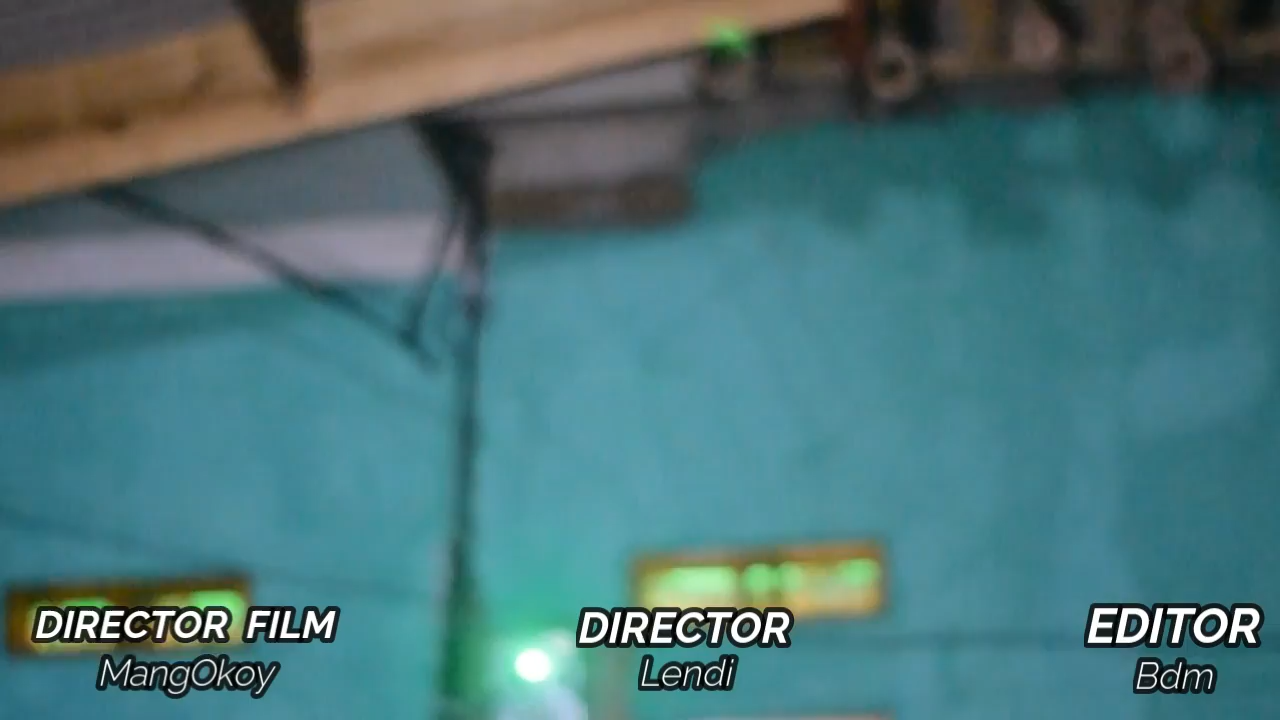 DIRECTOR FILM
MangOkoy
DIRECTOR
Lendi
EDITOR
Bdm